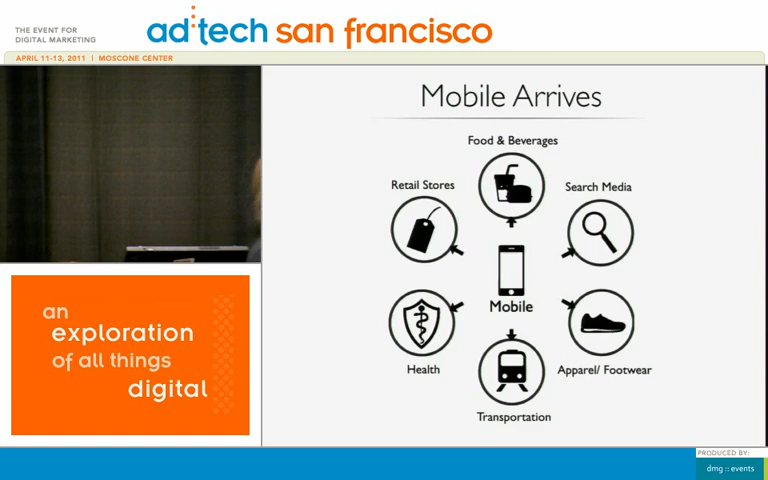 THE EVENT FOR
DIGITAL MARKETING
ad:tech san francisco
APRIL 11-13, 2011 | MOSCONE CENTER
Mobile Arrives
Food & Beverages
Retail Stores
Search Media
Mobile
Health
Apparel/ Footwear
Transportation
an
exploration
of all things
digital
PRODUCED BY:
dmg :: events